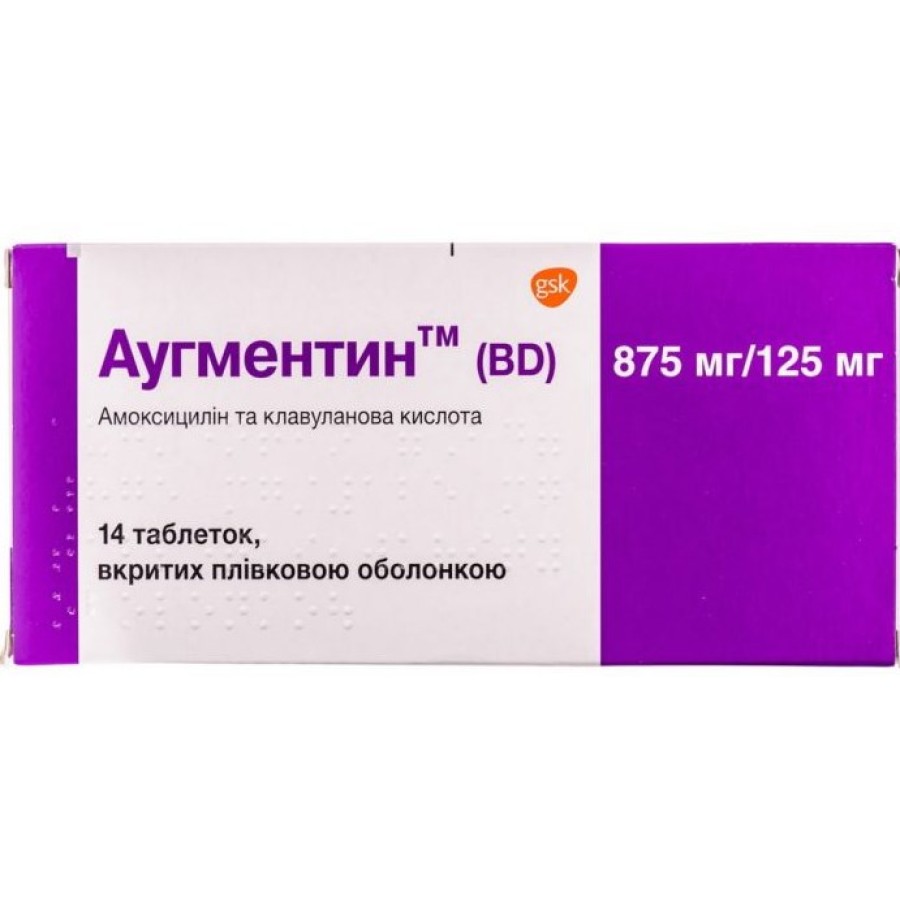 gsk
Аугментин™ (BD)
875 мг/125 мг
Амоксицилін та клавуланова кислота
14 таблеток,
вкритих плівковою оболонкою